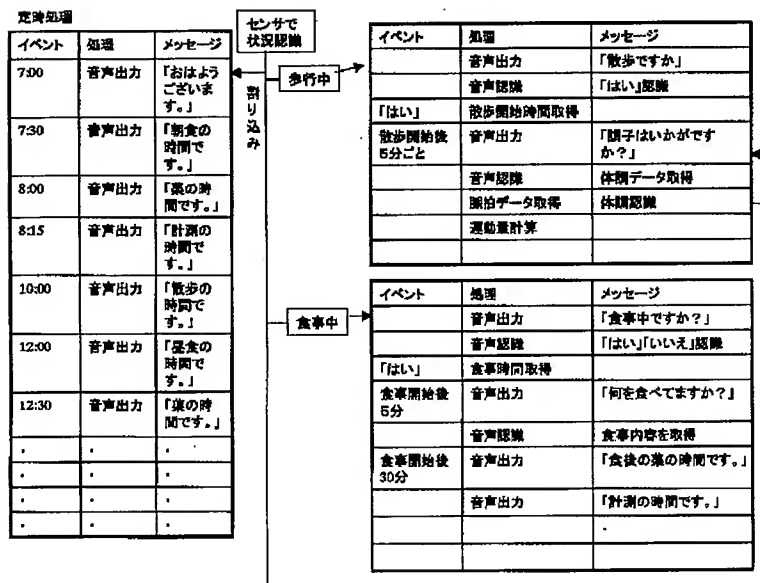 定時処理
イベント 処理 メッセージ
7:00 音声出力 「おはよう
ございま
す。」
7:30 音声出力 「朝食の
時間で
す。」
8:00 音声出力 「薬の時
間です。」
8:15 音声出力 「計測の
時間で
す。」
10:00 音声出力 「散歩の
時間で
す。」
12:00 音声出力 「昼食の
時間で
す。」
12:30 音声出力 「薬の時
間です。」
センサで
状況認識
割り込み
歩行中
イベント 処理 メッセージ
音声出力 「散歩ですか」
音声認識 「はい」認識
「はい」 散歩開始時間取得
散歩開始後
5分ごと 音声出力 「調子はいかがです
か?」
音声認識 体調データ取得
脈拍データ取得 体調認識
運動量計算
食事中
イベント 処理 メッセージ
音声出力 「食事中ですか?」
音声認識 「はい」「いいえ」認識
「はい」 食事時間取得
食事開始後
5分 音声出力 「何を食べてますか?」
音声認識 食事内容を取得
食事開始後
30分 音声出力 「食後の薬の時間です。」
音声出力 「計測の時間です。」